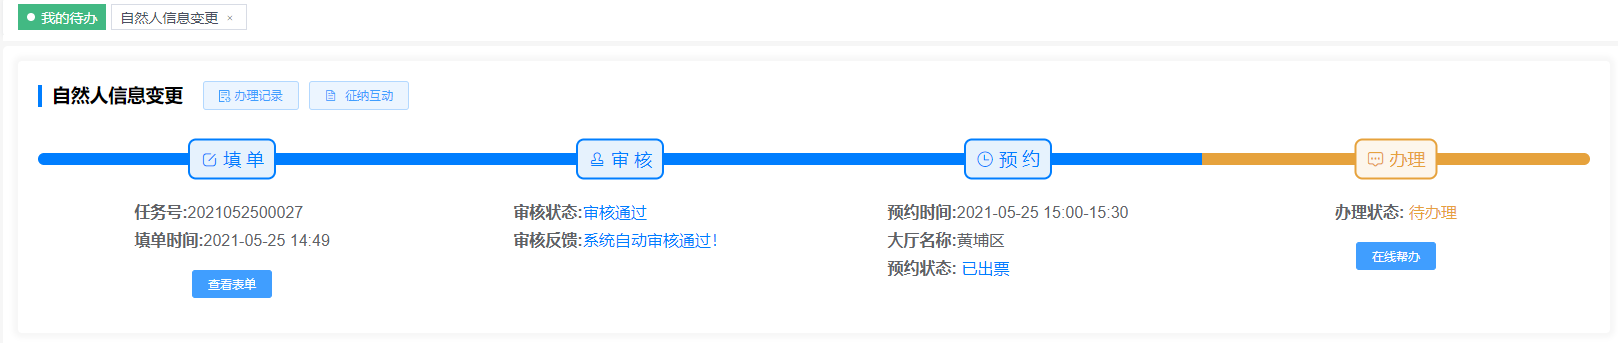 我的待办 自然人信息变更 ×
自然人信息变更 办理记录 征纳互动
填单 审核 预约 办理
任务号:2021052500027
填单时间:2021-05-25 14:49
查看表单
审核状态:审核通过
审核反馈:系统自动审核通过!
预约时间:2021-05-25 15:00-15:30
大厅名称:黄埔区
预约状态: 已出票
办理状态: 待办理
在线帮办